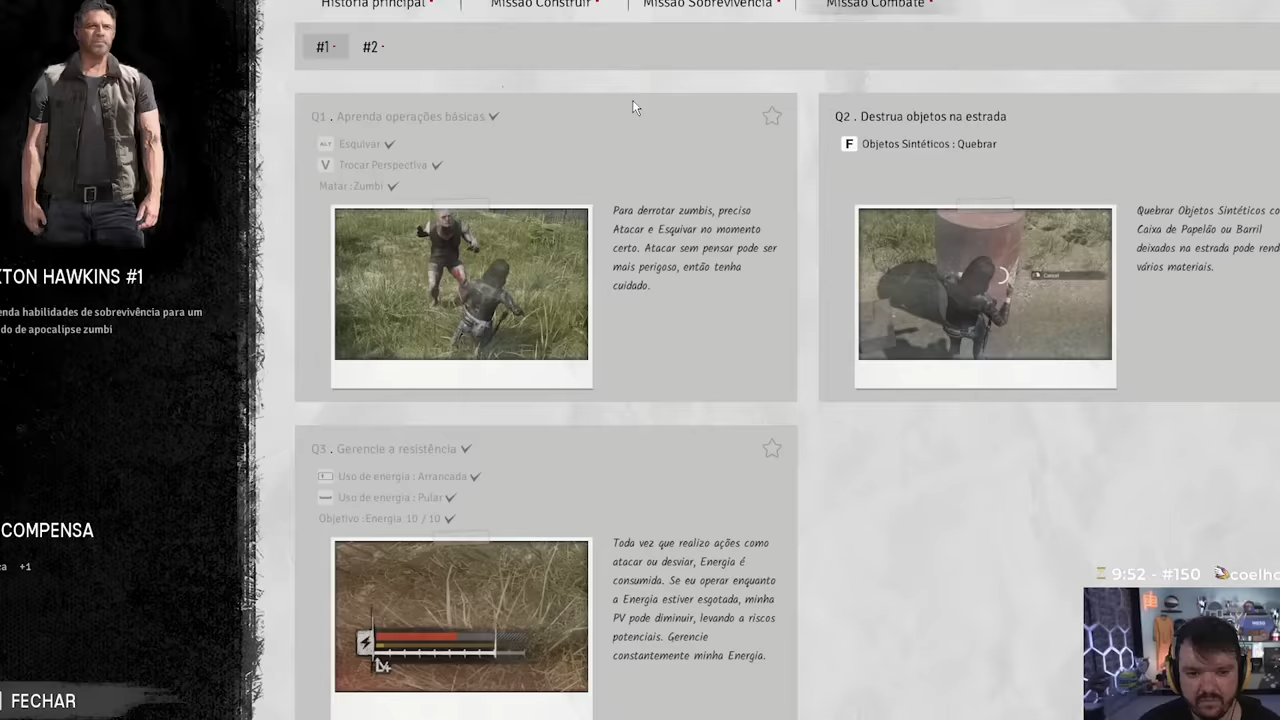 História principal
Missão Construir
Missão Sobrevivência
Missão Combate
#1
#2
Q1 . Aprenda operações básicas
ALT Esquivar
V Trocar Perspectiva
Matar : Zumbi
Para derrotar zumbis, preciso
Atacar e Esquivar no momento
certo. Atacar sem pensar pode ser
mais perigoso, então tenha
cuidado.
Q2 . Destrua objetos na estrada
F Objetos Sintéticos : Quebrar
Cancel
Quebrar Objetos Sintéticos co
Caixa de Papelão ou Barril
deixados na estrada pode rend
vários materiais.
KTON HAWKINS #1
enda habilidades de sobrevivência para um
do de apocalipse zumbi
COMPENSA
ca +1
FECHAR
Q3 . Gerencie a resistência
Uso de energia : Arrancada
Uso de energia : Pular
Objetivo : Energia 10 / 10
Toda vez que realizo ações como
atacar ou desviar, Energia é
consumida. Se eu operar enquanto
a Energia estiver esgotada, minha
PV pode diminuir, levando a riscos
potenciais. Gerencie
constantemente minha Energia.
9:52 - #150
coelho